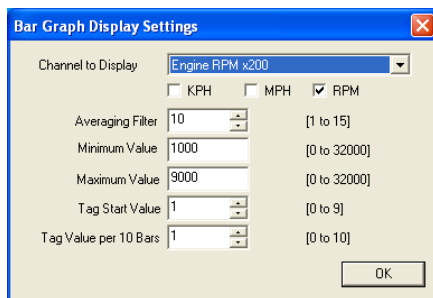 Bar Graph Display Settings
Channel to Display Engine RPM x200
KPH MPH RPM
Averaging Filter 10 [1 to 15]
Minimum Value 1000 [0 to 32000]
Maximum Value 9000 [0 to 32000]
Tag Start Value 1 [0 to 9]
Tag Value per 10 Bars 1 [0 to 10]
OK